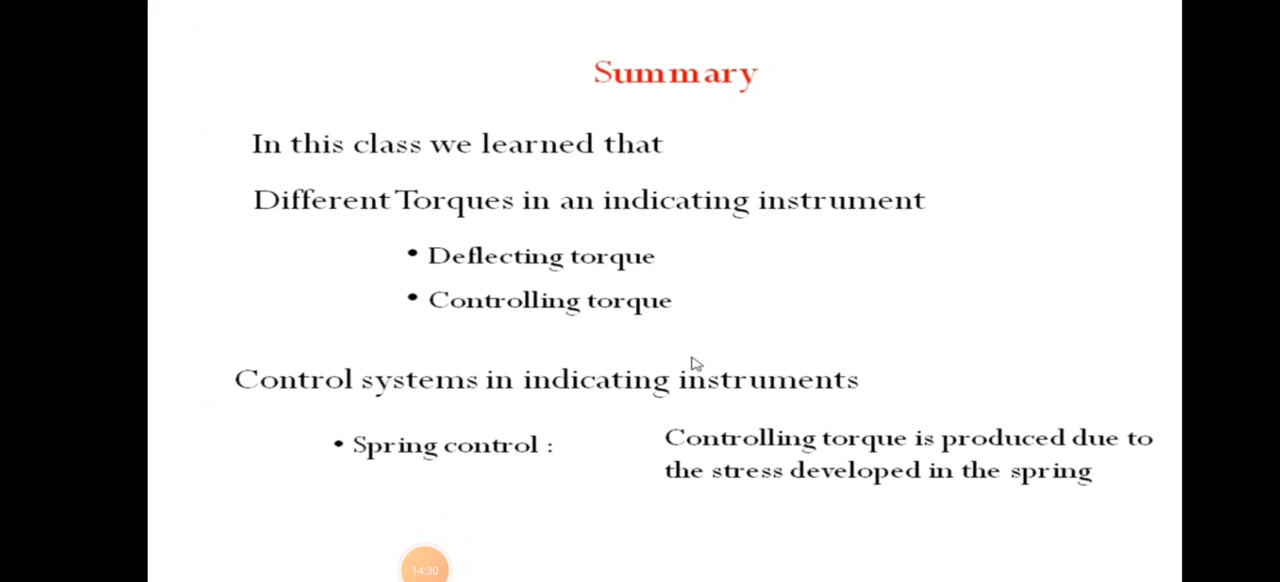 Summary
In this class we learned that
Different Torques in an indicating instrument
• Deflecting torque
• Controlling torque
Control systems in indicating instruments
• Spring control :
Controlling torque is produced due to
the stress developed in the spring
14:30